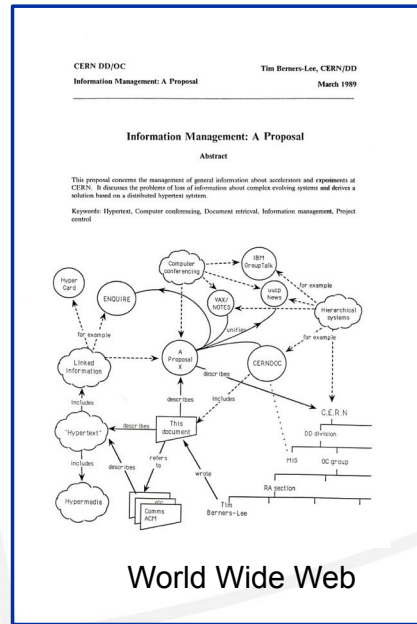 CERN DD/OC
Tim Berners-Lee, CERN/DD
Information Management: A Proposal
March 1989
Information Management: A Proposal
Abstract
This proposal concerns the management of general information about accelerators and experiments at
CERN. It discusses the problems of loss of information about complex evolving systems and derives a
solution based on a distributed hypertext system.
Keywords: Hypertext, Computer conferencing, Document retrieval, Information management, Project
control
IBM
GroupTalk
Computer
conferencing
Hyper
Card
ENQUIRE
VAX/
NOTES
uucp
News
for example
Hierarchical
systems
for example
unifies
for example
Linked
information
A
Proposal
X
CERNDOC
describes
includes
describes
includes
C.E.R.N
"Hypertext"
describes
This
document
DD division
includes
describes
refers
to
wrote
MIS
OC group
RA section
Hypermedia
Comms
ACM
Tim
Berners-Lee
World Wide Web